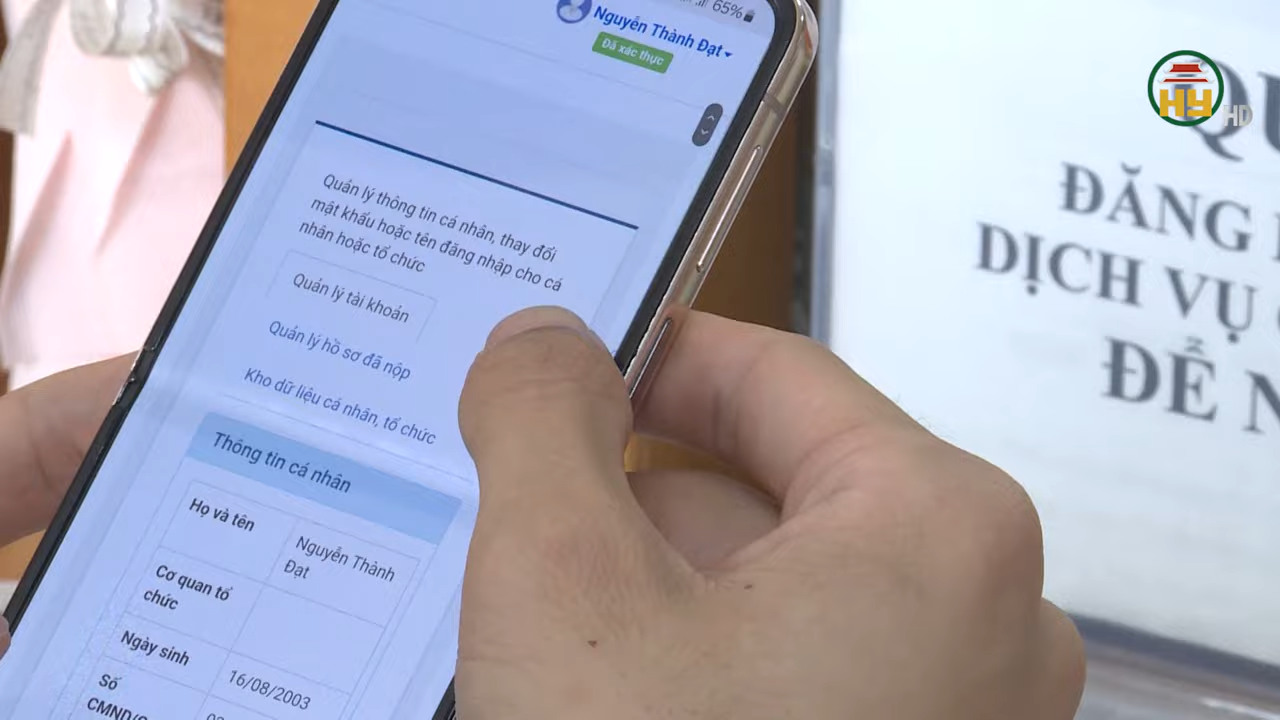 65%
Nguyễn Thành Đạt
Đã xác thực
Quản lý thông tin cá nhân, thay đổi
mật khẩu hoặc tên đăng nhập cho cá
nhân hoặc tổ chức
Quản lý tài khoản
Quản lý hồ sơ đã nộp
Kho dữ liệu cá nhân, tổ chức
Thông tin cá nhân
Họ và tên
Nguyễn Thành
Đạt
Cơ quan tổ
chức
Ngày sinh
16/08/2003
Số
HY HD
ĐĂNG
DỊCH VỤ
ĐỂ